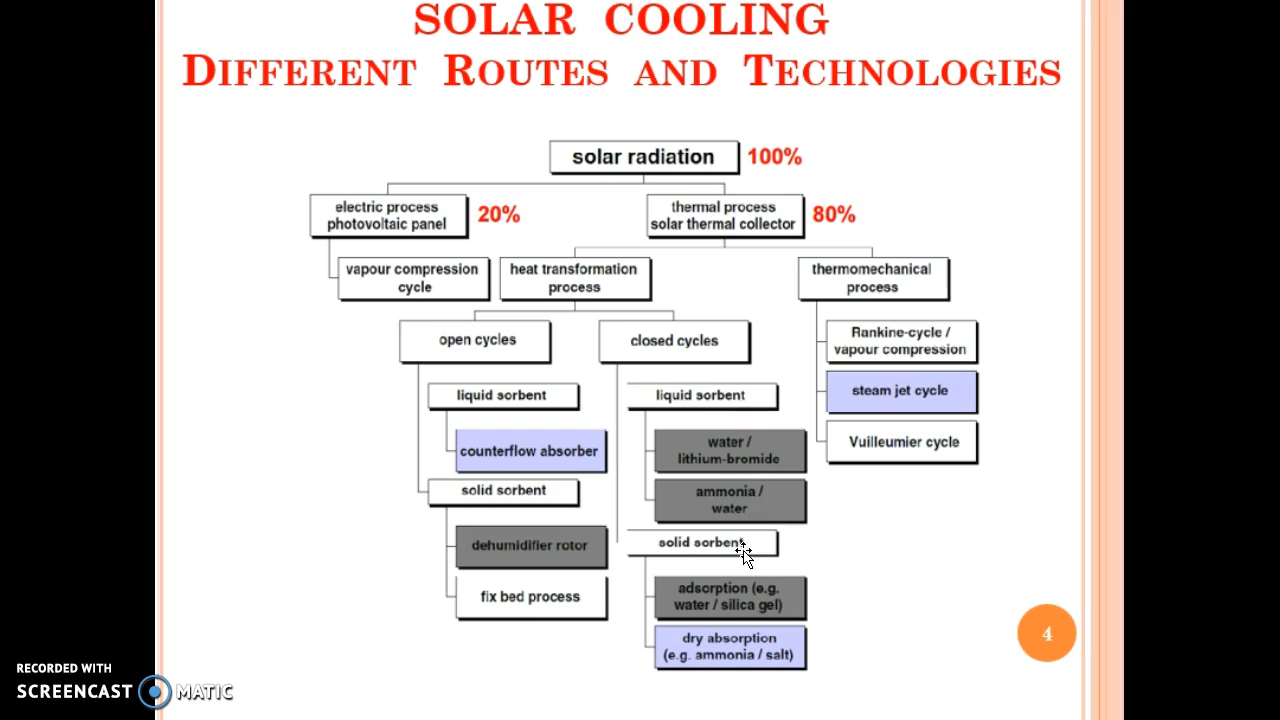 SOLAR COOLING
DIFFERENT ROUTES AND TECHNOLOGIES
solar radiation
100%
electric process
photovoltaic panel
20%
thermal process
solar thermal collector
80%
vapour compression
cycle
heat transformation
process
thermomechanical
process
open cycles
closed cycles
Rankine-cycle /
vapour compression
liquid sorbent
liquid sorbent
steam jet cycle
counterflow absorber
water /
lithium-bromide
Vuilleumier cycle
solid sorbent
ammonia /
water
dehumidifier rotor
solid sorbent
fix bed process
adsorption (e.g.
water / silica gel)
dry absorption
(e.g. ammonia / salt)
4
RECORDED WITH
SCREENCAST MATIC